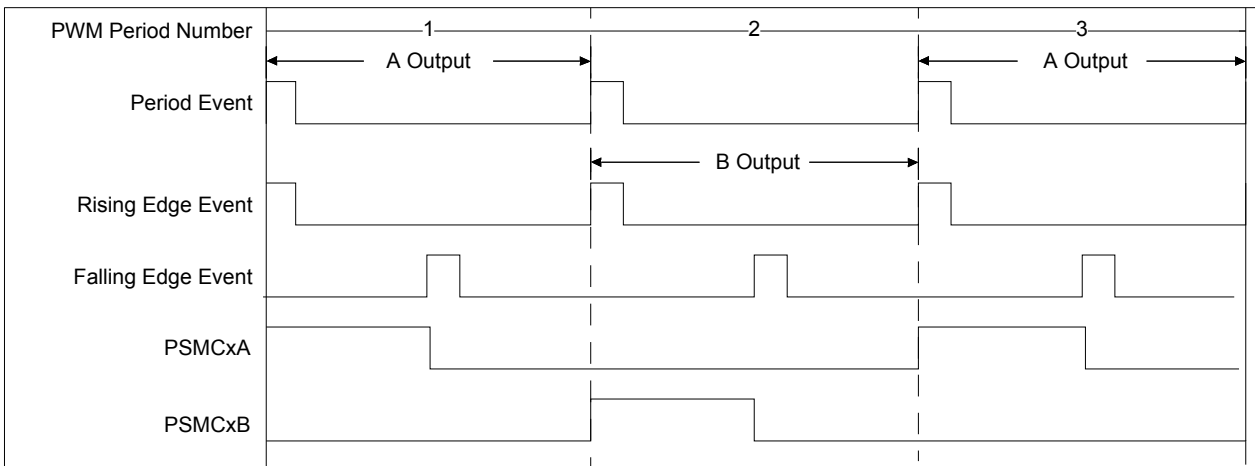 PWM Period Number
1
2
3
A Output
A Output
Period Event
B Output
Rising Edge Event
Falling Edge Event
PSMCxA
PSMCxB